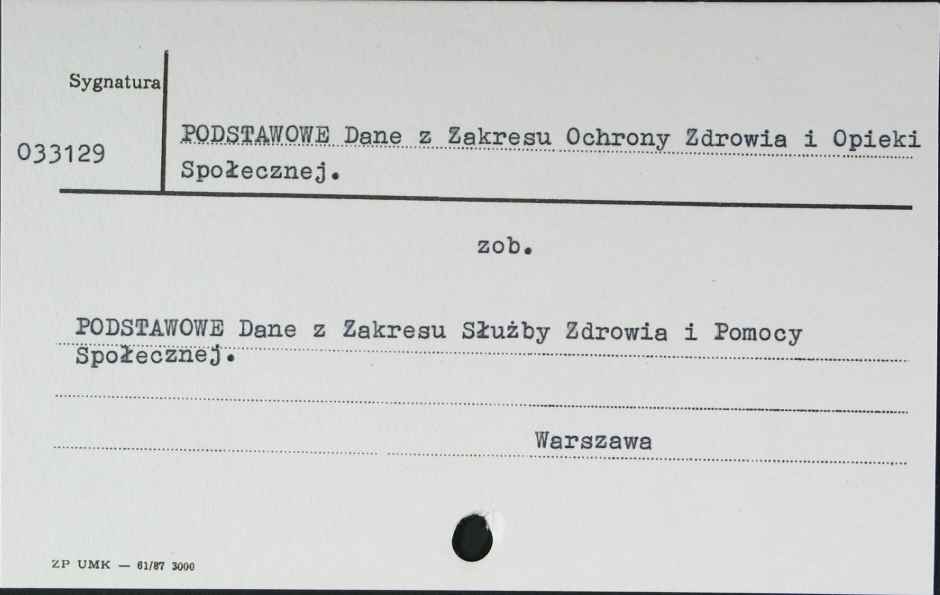 Sygnatura
033129
PODSTAWOWE Dane z Zakresu Ochrony Zdrowia i Opieki
Społecznej.
zob.
PODSTAWOWE Dane z Zakresu Służby Zdrowia i Pomocy
Społecznej.
Warszawa
ZP UMK — 61/87 3000